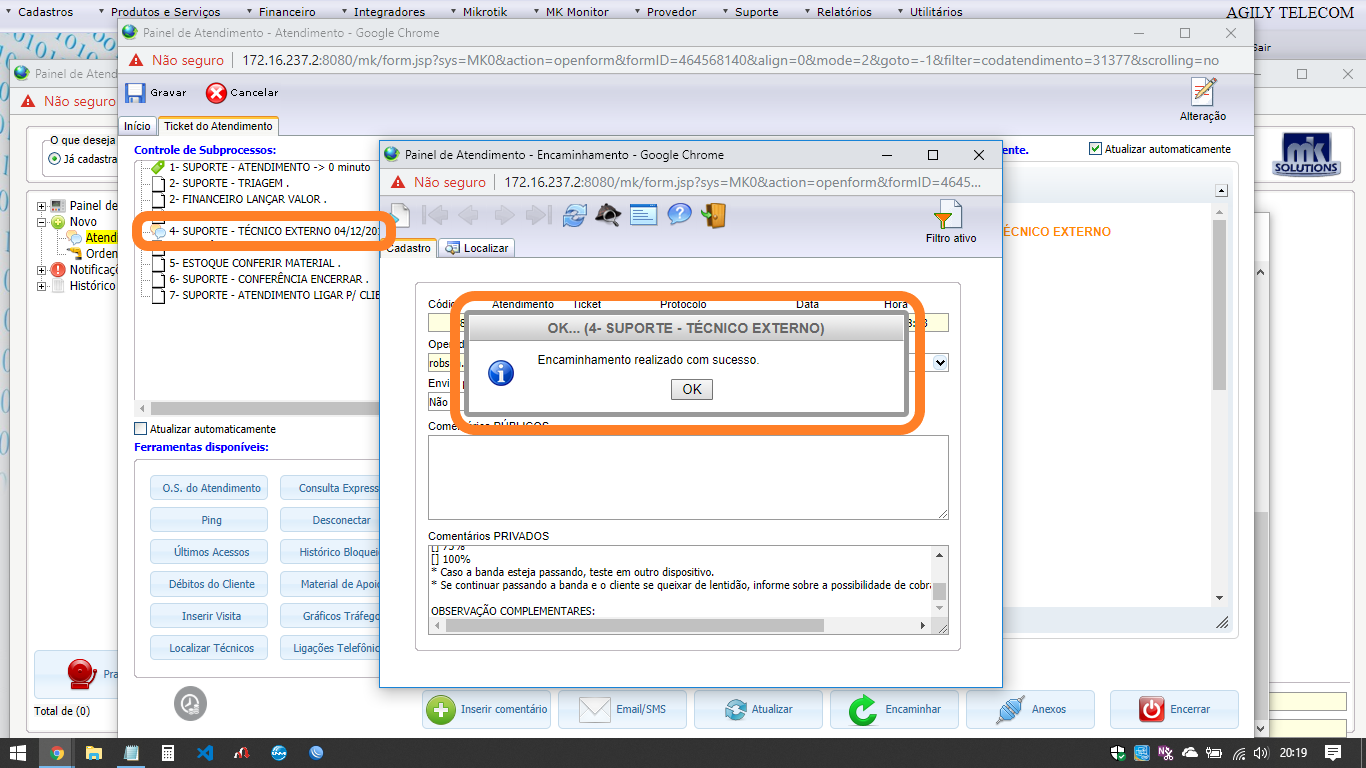 Cadastros Produtos e Serviços Financeiro Integradores Mikrotik MK Monitor Provedor Suporte Relatórios Utilitários AGILY TELECOM
Sair
Painel de Atendimento - Atendimento - Google Chrome
Não seguro 172.16.237.2:8080/mk/form.jsp?sys=MK0&action=openform&formID=464568140&align=0&mode=2&goto=-1&filter=codatendimento=31377&scrolling=no
Painel de Atend
Não seguro
Gravar Cancelar
Alteração
Início Ticket do Atendimento
O que deseja
Já cadastra
Controle de Subprocessos:
ente.
Atualizar automaticamente
MK SOLUTIONS
1- SUPORTE - ATENDIMENTO -> 0 minuto
2- SUPORTE - TRIAGEM .
2- FINANCEIRO LANÇAR VALOR .
4- SUPORTE - TÉCNICO EXTERNO 04/12/20
5- ESTOQUE CONFERIR MATERIAL .
6- SUPORTE - CONFERÊNCIA ENCERRAR .
7- SUPORTE - ATENDIMENTO LIGAR P/ CLIE
Painel de
Novo
Atendi
Orden
Notificaçõ
Histórico
ÉCNICO EXTERNO
Painel de Atendimento - Encaminhamento - Google Chrome
Não seguro 172.16.237.2:8080/mk/form.jsp?sys=MK0&action=openform&formID=4645...
Filtro ativo
Cadastro Localizar
Códi Atendimento Ticket Protocolo Data Hora
Opera
robs
Envi
Não
OK... (4- SUPORTE - TÉCNICO EXTERNO)
Encaminhamento realizado com sucesso.
OK
Comentários PÚBLICOS
Comentários PRIVADOS
[] 75%
[] 100%
* Caso a banda esteja passando, teste em outro dispositivo.
* Se continuar passando a banda e o cliente se queixar de lentidão, informe sobre a possibilidade de cobra
OBSERVAÇÃO COMPLEMENTARES:
Atualizar automaticamente
Ferramentas disponíveis:
O.S. do Atendimento Consulta Express
Ping Desconectar
Últimos Acessos Histórico Bloquei
Débitos do Cliente Material de Apoi
Inserir Visita Gráficos Tráfeg
Localizar Técnicos Ligações Telefônic
Pra
Total de (0)
Inserir comentário Email/SMS Atualizar Encaminhar Anexos Encerrar
20:19